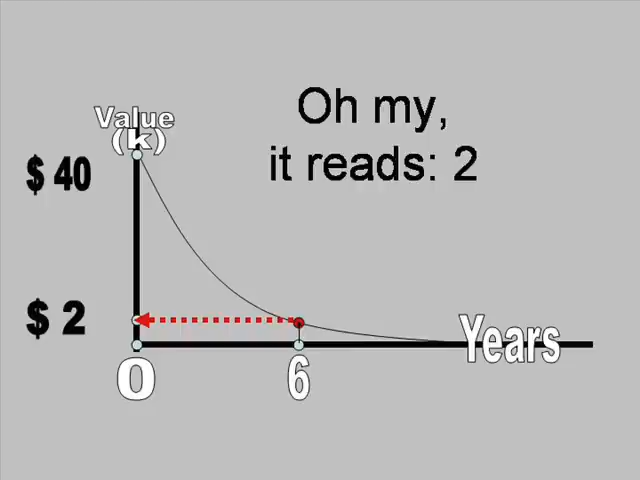 Oh my,
it reads: 2
Value
(k)
$ 40
$ 2
Years
0
6